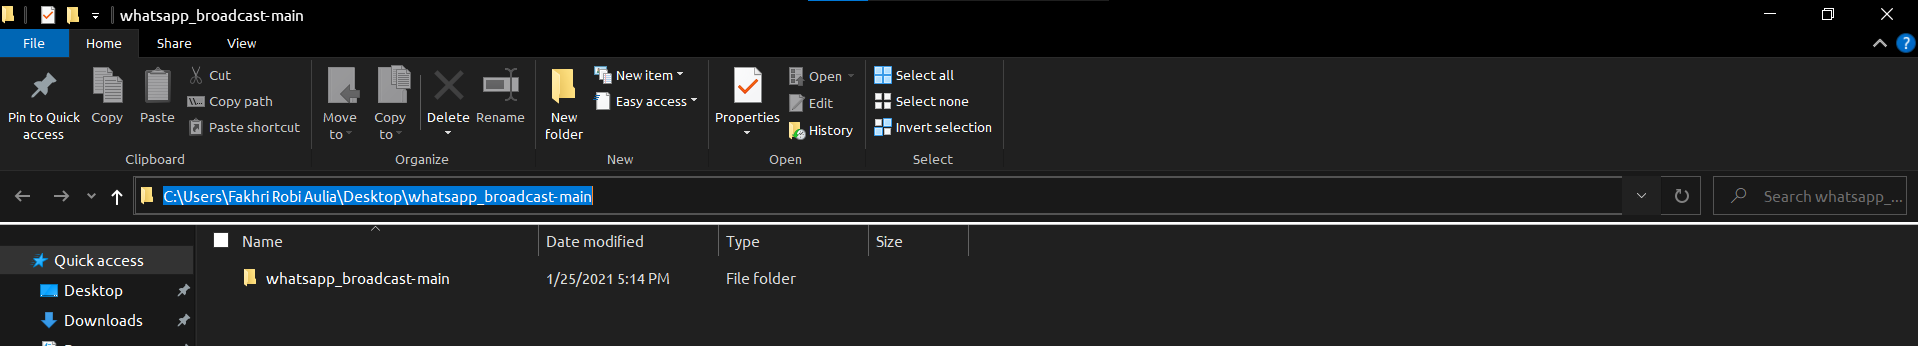 whatsapp_broadcast-main
File Home Share View
Pin to Quick access
Copy
Paste
Cut
Copy path
Paste shortcut
Clipboard
Move to
Copy to
Delete
Rename
Organize
New folder
New item
Easy access
New
Properties
Open
Edit
History
Open
Select all
Select none
Invert selection
Select
C:\Users\Fakhri Robi Aulia\Desktop\whatsapp_broadcast-main
Search whatsapp_...
Name Date modified Type Size
whatsapp_broadcast-main 1/25/2021 5:14 PM File folder
Quick access
Desktop
Downloads